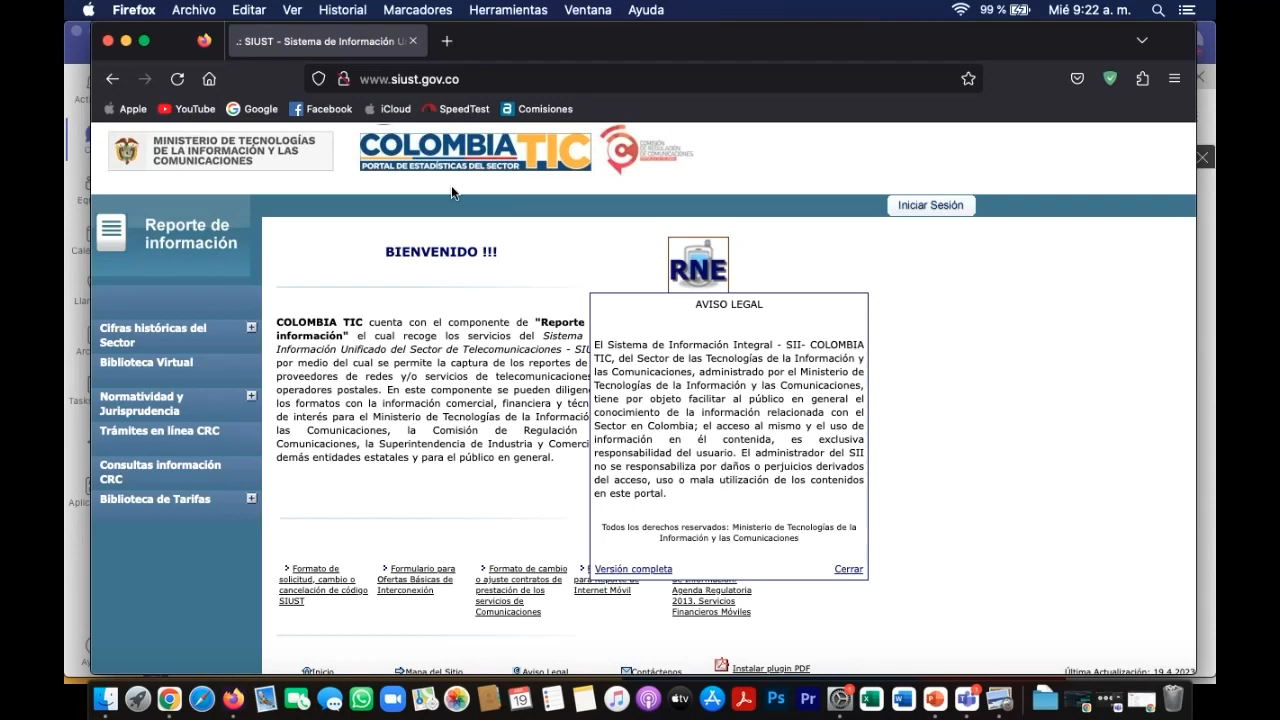 Firefox Archivo Editar Ver Historial Marcadores Herramientas Ventana Ayuda 99 % Mié 9:22 a. m.
.: SIUST - Sistema de Información U
www.siust.gov.co
Apple YouTube Google Facebook iCloud SpeedTest Comisiones
MINISTERIO DE TECNOLOGÍAS
DE LA INFORMACIÓN Y LAS
COMUNICACIONES
COLOMBIATIC
PORTAL DE ESTADÍSTICAS DEL SECTOR
COMISIÓN
DE REGULACIÓN
DE COMUNICACIONES
Iniciar Sesión
Reporte de
información
Cifras históricas del
Sector
Biblioteca Virtual
Normatividad y
Jurisprudencia
Trámites en línea CRC
Consultas información
CRC
Biblioteca de Tarifas
BIENVENIDO !!!
RNE
COLOMBIA TIC cuenta con el componente de "Reporte
información" el cual recoge los servicios del Sistema
Información Unificado del Sector de Telecomunicaciones - SIU
por medio del cual se permite la captura de los reportes de
proveedores de redes y/o servicios de telecomunicaciones
operadores postales. En este componente se pueden diligen
los formatos con la información comercial, financiera y técn
de interés para el Ministerio de Tecnologías de la Informació
las Comunicaciones, la Comisión de Regulación
Comunicaciones, la Superintendencia de Industria y Comerci
demás entidades estatales y para el público en general.
AVISO LEGAL
El Sistema de Información Integral - SII- COLOMBIA
TIC, del Sector de las Tecnologías de la Información y
las Comunicaciones, administrado por el Ministerio de
Tecnologías de la Información y las Comunicaciones,
tiene por objeto facilitar al público en general el
conocimiento de la información relacionada con el
Sector en Colombia; el acceso al mismo y el uso de
información en él contenida, es exclusiva
responsabilidad del usuario. El administrador del SII
no se responsabiliza por daños o perjuicios derivados
del acceso, uso o mala utilización de los contenidos
en este portal.
Todos los derechos reservados: Ministerio de Tecnologías de la
Información y las Comunicaciones
Versión completa Cerrar
Formato de
solicitud, cambio o
cancelación de código
SIUST
Formulario para
Ofertas Básicas de
Interconexión
Formato de cambio
o ajuste contratos de
prestación de los
servicios de
Comunicaciones
para Reporte de
Internet Móvil
de Información:
Agenda Regulatoria
2013, Servicios
Financieros Móviles
Inicio Mapa del Sitio Aviso Legal Contáctenos Instalar plugin PDF Última Actualización: 19.4.2023